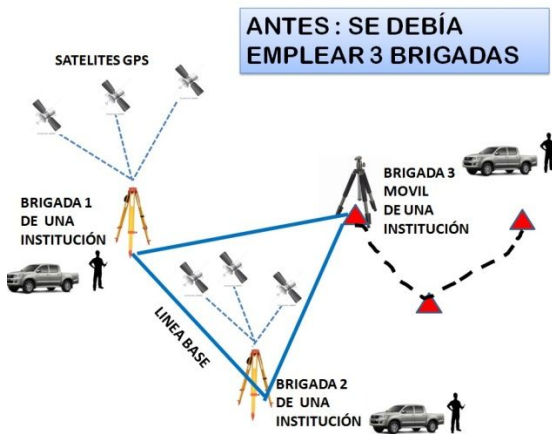 ANTES : SE DEBÍA
EMPLEAR 3 BRIGADAS
SATELITES GPS
BRIGADA 1
DE UNA
INSTITUCIÓN
BRIGADA 3
MOVIL
DE UNA
INSTITUCIÓN
LINEA BASE
BRIGADA 2
DE UNA
INSTITUCIÓN